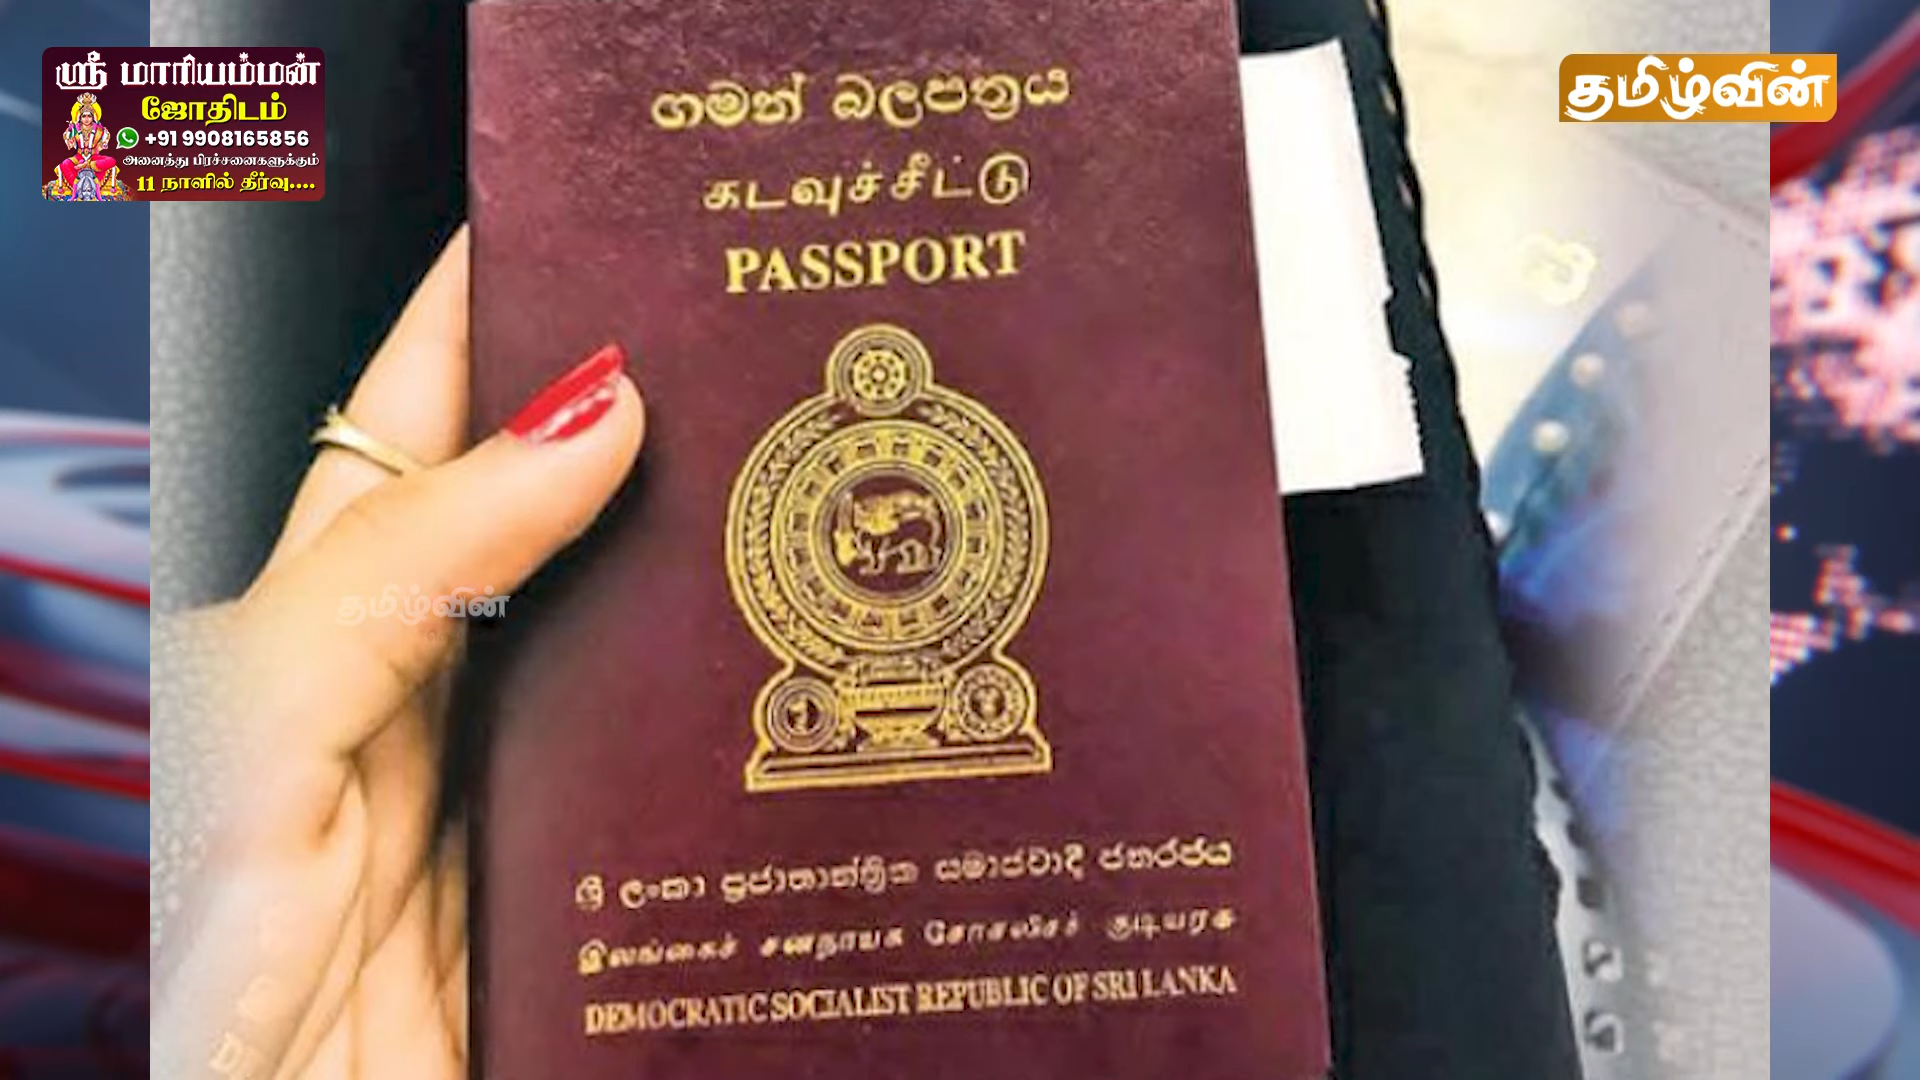 ஸ்ரீ மாரியம்மன்
ஜோதிடம்
+91 9908165856
அனைத்து பிரச்சனைகளுக்கும்
11 நாளில் தீர்வு....
தமிழ்வின்
ගමන් බලපත්‍රය
கடவுச்சீட்டு
PASSPORT
தமிழ்வின்
ශ්‍රී ලංකා ප්‍රජාතාන්ත්‍රික සමාජවාදී ජනරජය
இலங்கைச் சனநாயக சோசலிசக் குடியரசு
DEMOCRATIC SOCIALIST REPUBLIC OF SRI LANKA